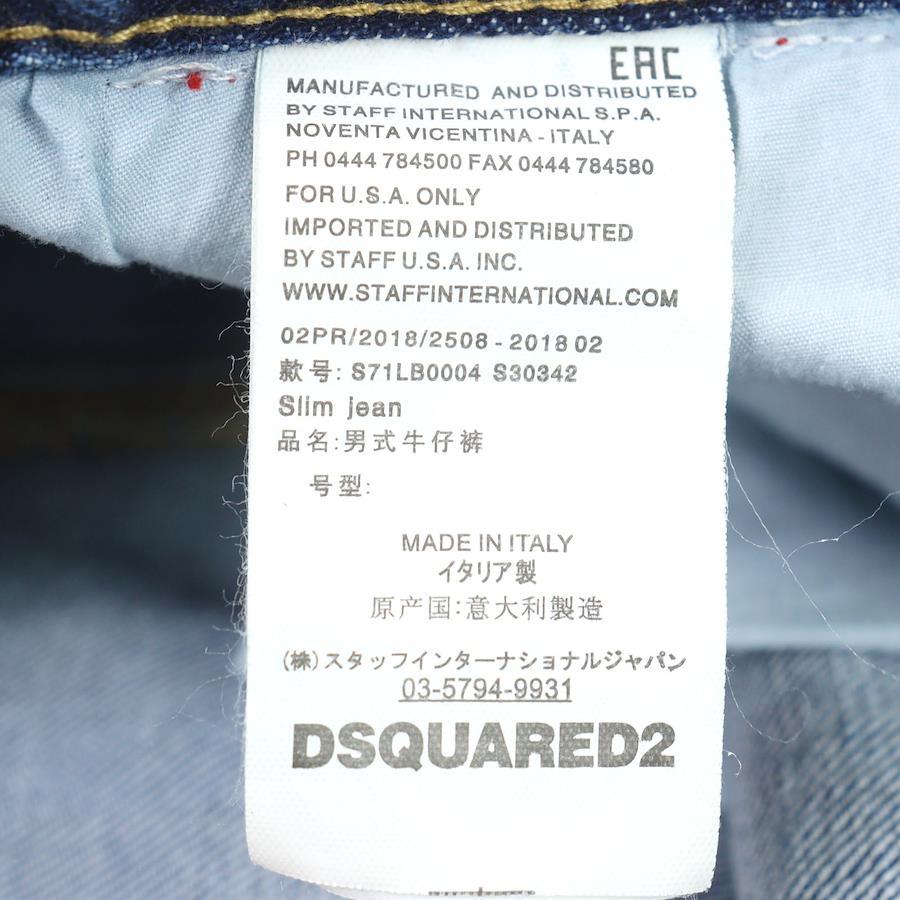 EAC
MANUFACTURED AND DISTRIBUTED
BY STAFF INTERNATIONAL S.P.A.
NOVENTA VICENTINA - ITALY
PH 0444 784500 FAX 0444 784580
FOR U.S.A. ONLY
IMPORTED AND DISTRIBUTED
BY STAFF U.S.A. INC.
WWW.STAFFINTERNATIONAL.COM
02PR/2018/2508 - 2018 02
款号: S71LB0004 S30342
Slim jean
品名:男式牛仔裤
号型:
MADE IN ITALY
イタリア製
原产国:意大利製造
(株)スタッフインターナショナルジャパン
03-5794-9931
DSQUARED2